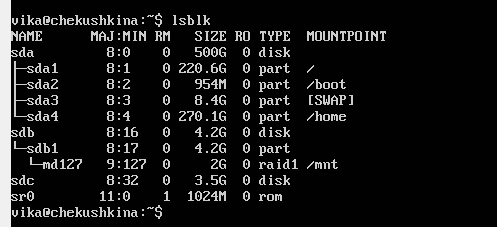 vika@chekushkina:~$ lsblk
NAME      MAJ:MIN RM   SIZE RO TYPE  MOUNTPOINT
sda         8:0    0   500G  0 disk
├─sda1      8:1    0 220.6G  0 part  /
├─sda2      8:2    0   954M  0 part  /boot
├─sda3      8:3    0   8.4G  0 part  [SWAP]
└─sda4      8:4    0 270.1G  0 part  /home
sdb         8:16   0   4.2G  0 disk
└─sdb1      8:17   0   4.2G  0 part
  └─md127   9:127  0     2G  0 raid1 /mnt
sdc         8:32   0   3.5G  0 disk
sr0        11:0    1  1024M  0 rom
vika@chekushkina:~$